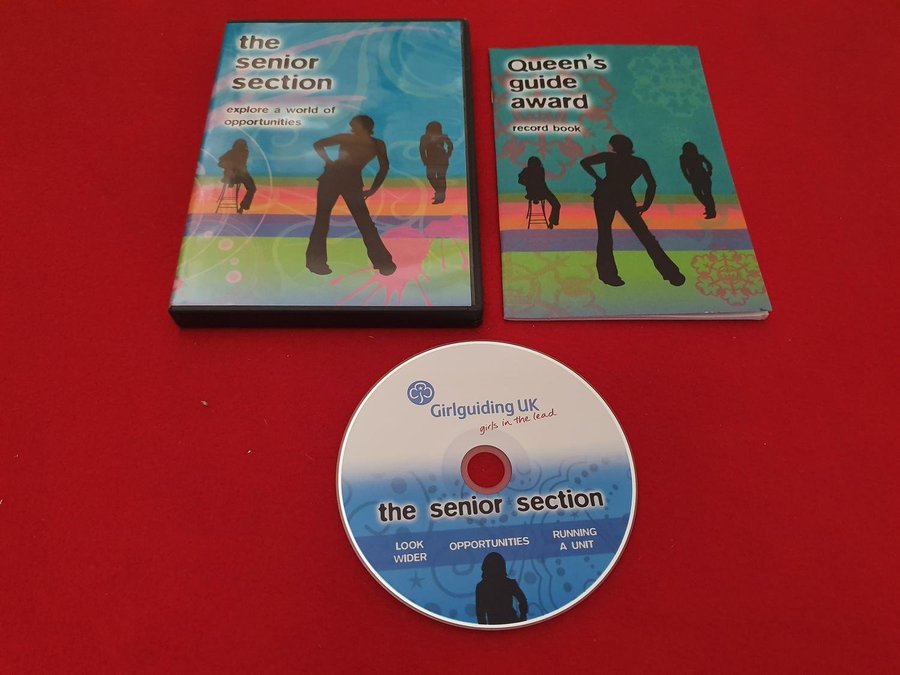 the
senior
section
explore a world of
opportunities
Queen's
guide
award
record book
Girlguiding UK
girls in the lead
the senior section
LOOK
WIDER
OPPORTUNITIES
RUNNING
A UNIT